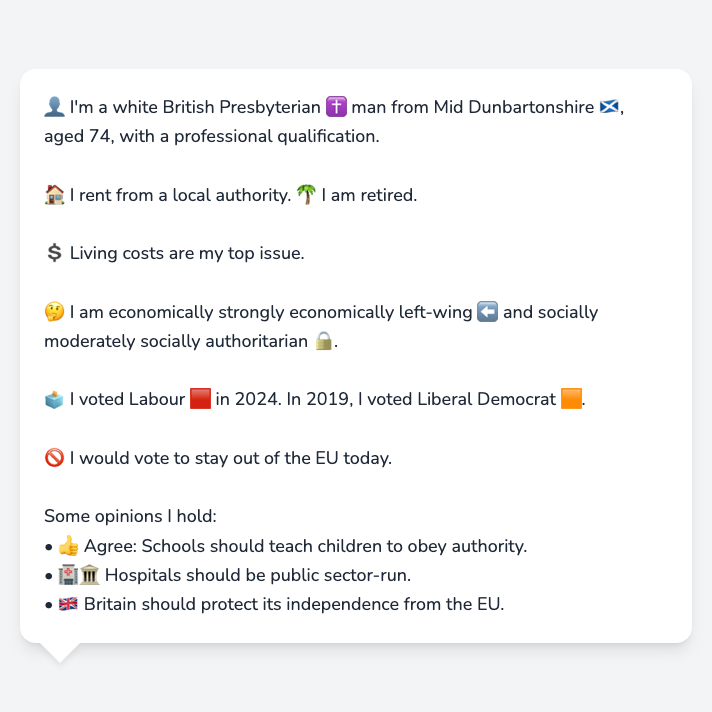 👤 I'm a white British Presbyterian ✝️ man from Mid Dunbartonshire 🏴󠁧󠁢󠁳󠁣󠁴󠁿,
aged 74, with a professional qualification.
🏠 I rent from a local authority. 🌴 I am retired.
💲 Living costs are my top issue.
🤔 I am economically strongly economically left-wing ⬅️ and socially
moderately socially authoritarian 🔒.
🗳️ I voted Labour 🟥 in 2024. In 2019, I voted Liberal Democrat 🟧.
🚫 I would vote to stay out of the EU today.
Some opinions I hold:
• 👍 Agree: Schools should teach children to obey authority.
• 🏥🏛️ Hospitals should be public sector-run.
• 🇬🇧 Britain should protect its independence from the EU.